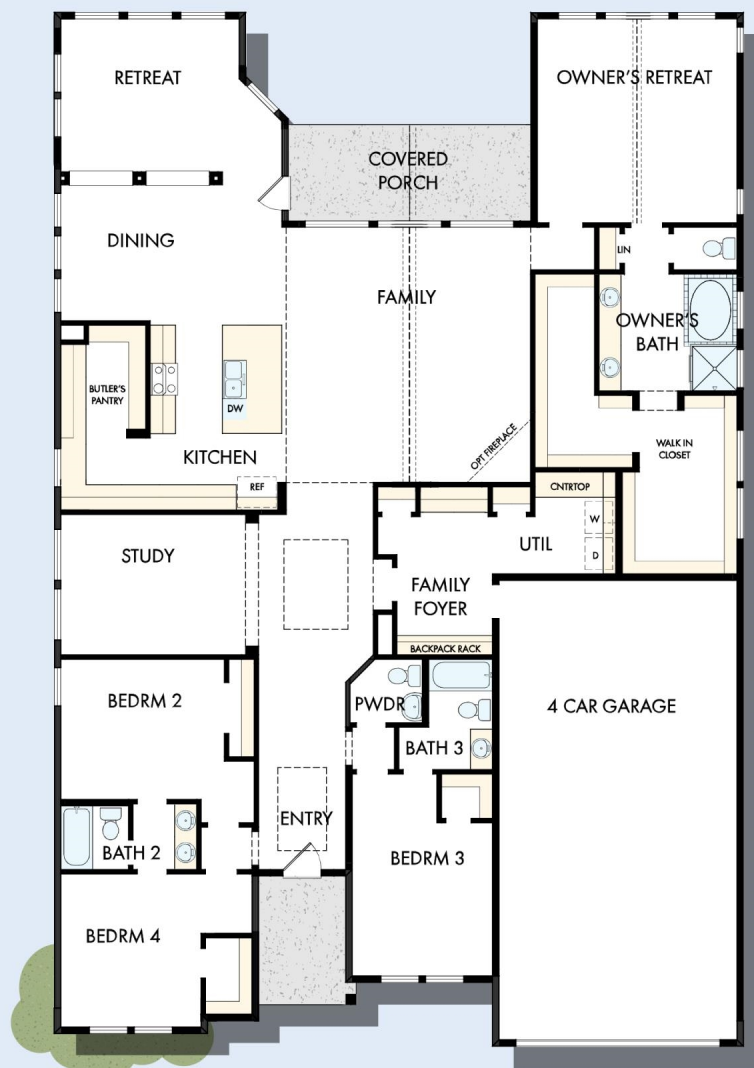 RETREAT
OWNER'S RETREAT
COVERED
PORCH
DINING
LIN
FAMILY
OWNER'S
BATH
BUTLER'S
PANTRY
DW
OPT FIREPLACE
WALK IN
CLOSET
KITCHEN
REF
CNTRTOP
W
STUDY
UTIL
D
FAMILY
FOYER
BACKPACK RACK
BEDRM 2
PWDR
4 CAR GARAGE
BATH 3
ENTRY
BATH 2
BEDRM 3
BEDRM 4